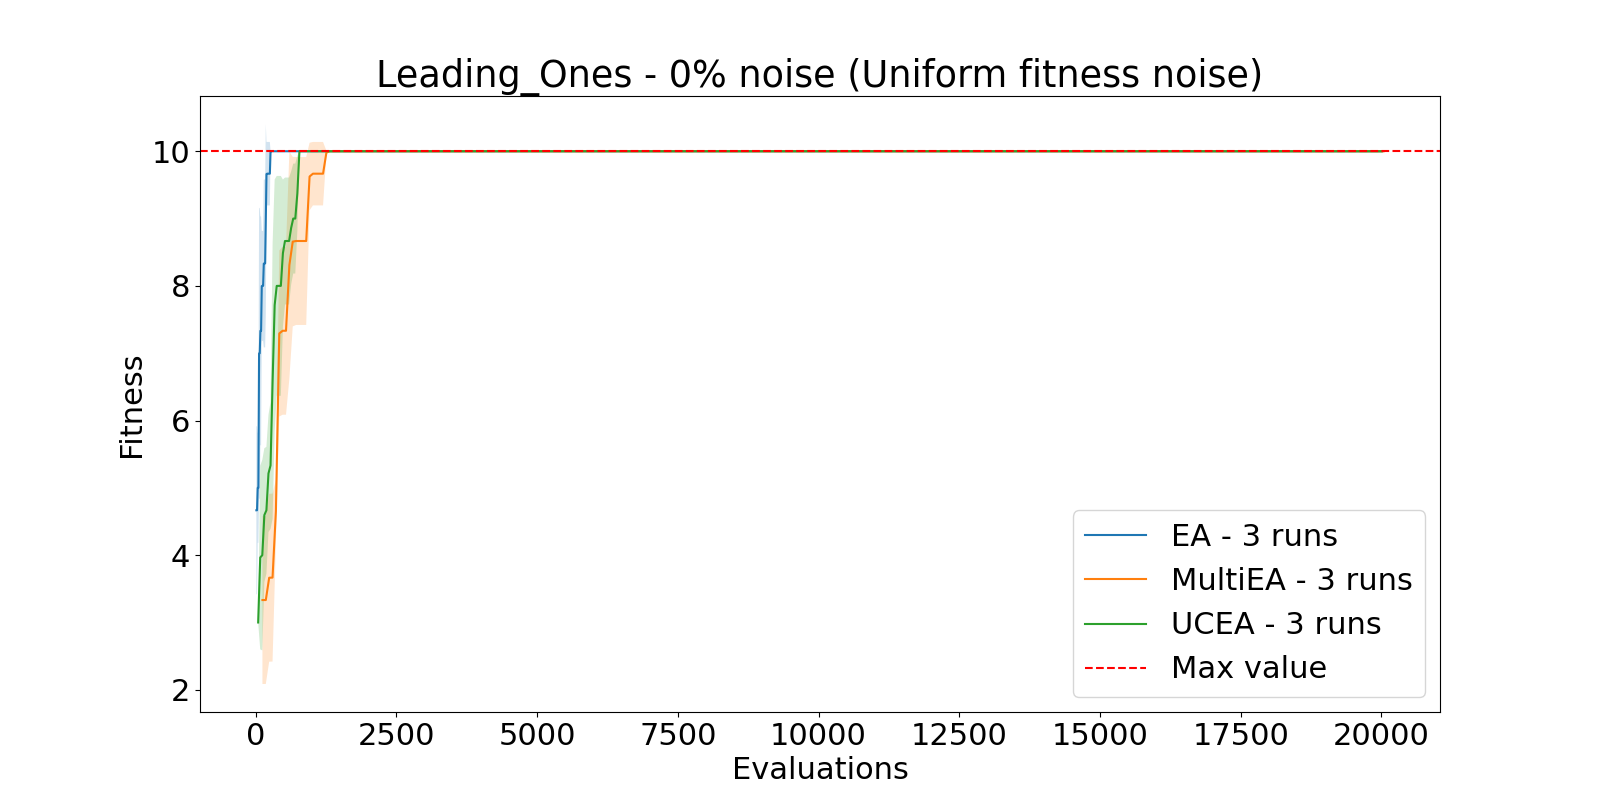 Leading_Ones - 0% noise (Uniform fitness noise)
10
8
6
4
2
Fitness
0 2500 5000 7500 10000 12500 15000 17500 20000
Evaluations
EA - 3 runs
MultiEA - 3 runs
UCEA - 3 runs
Max value